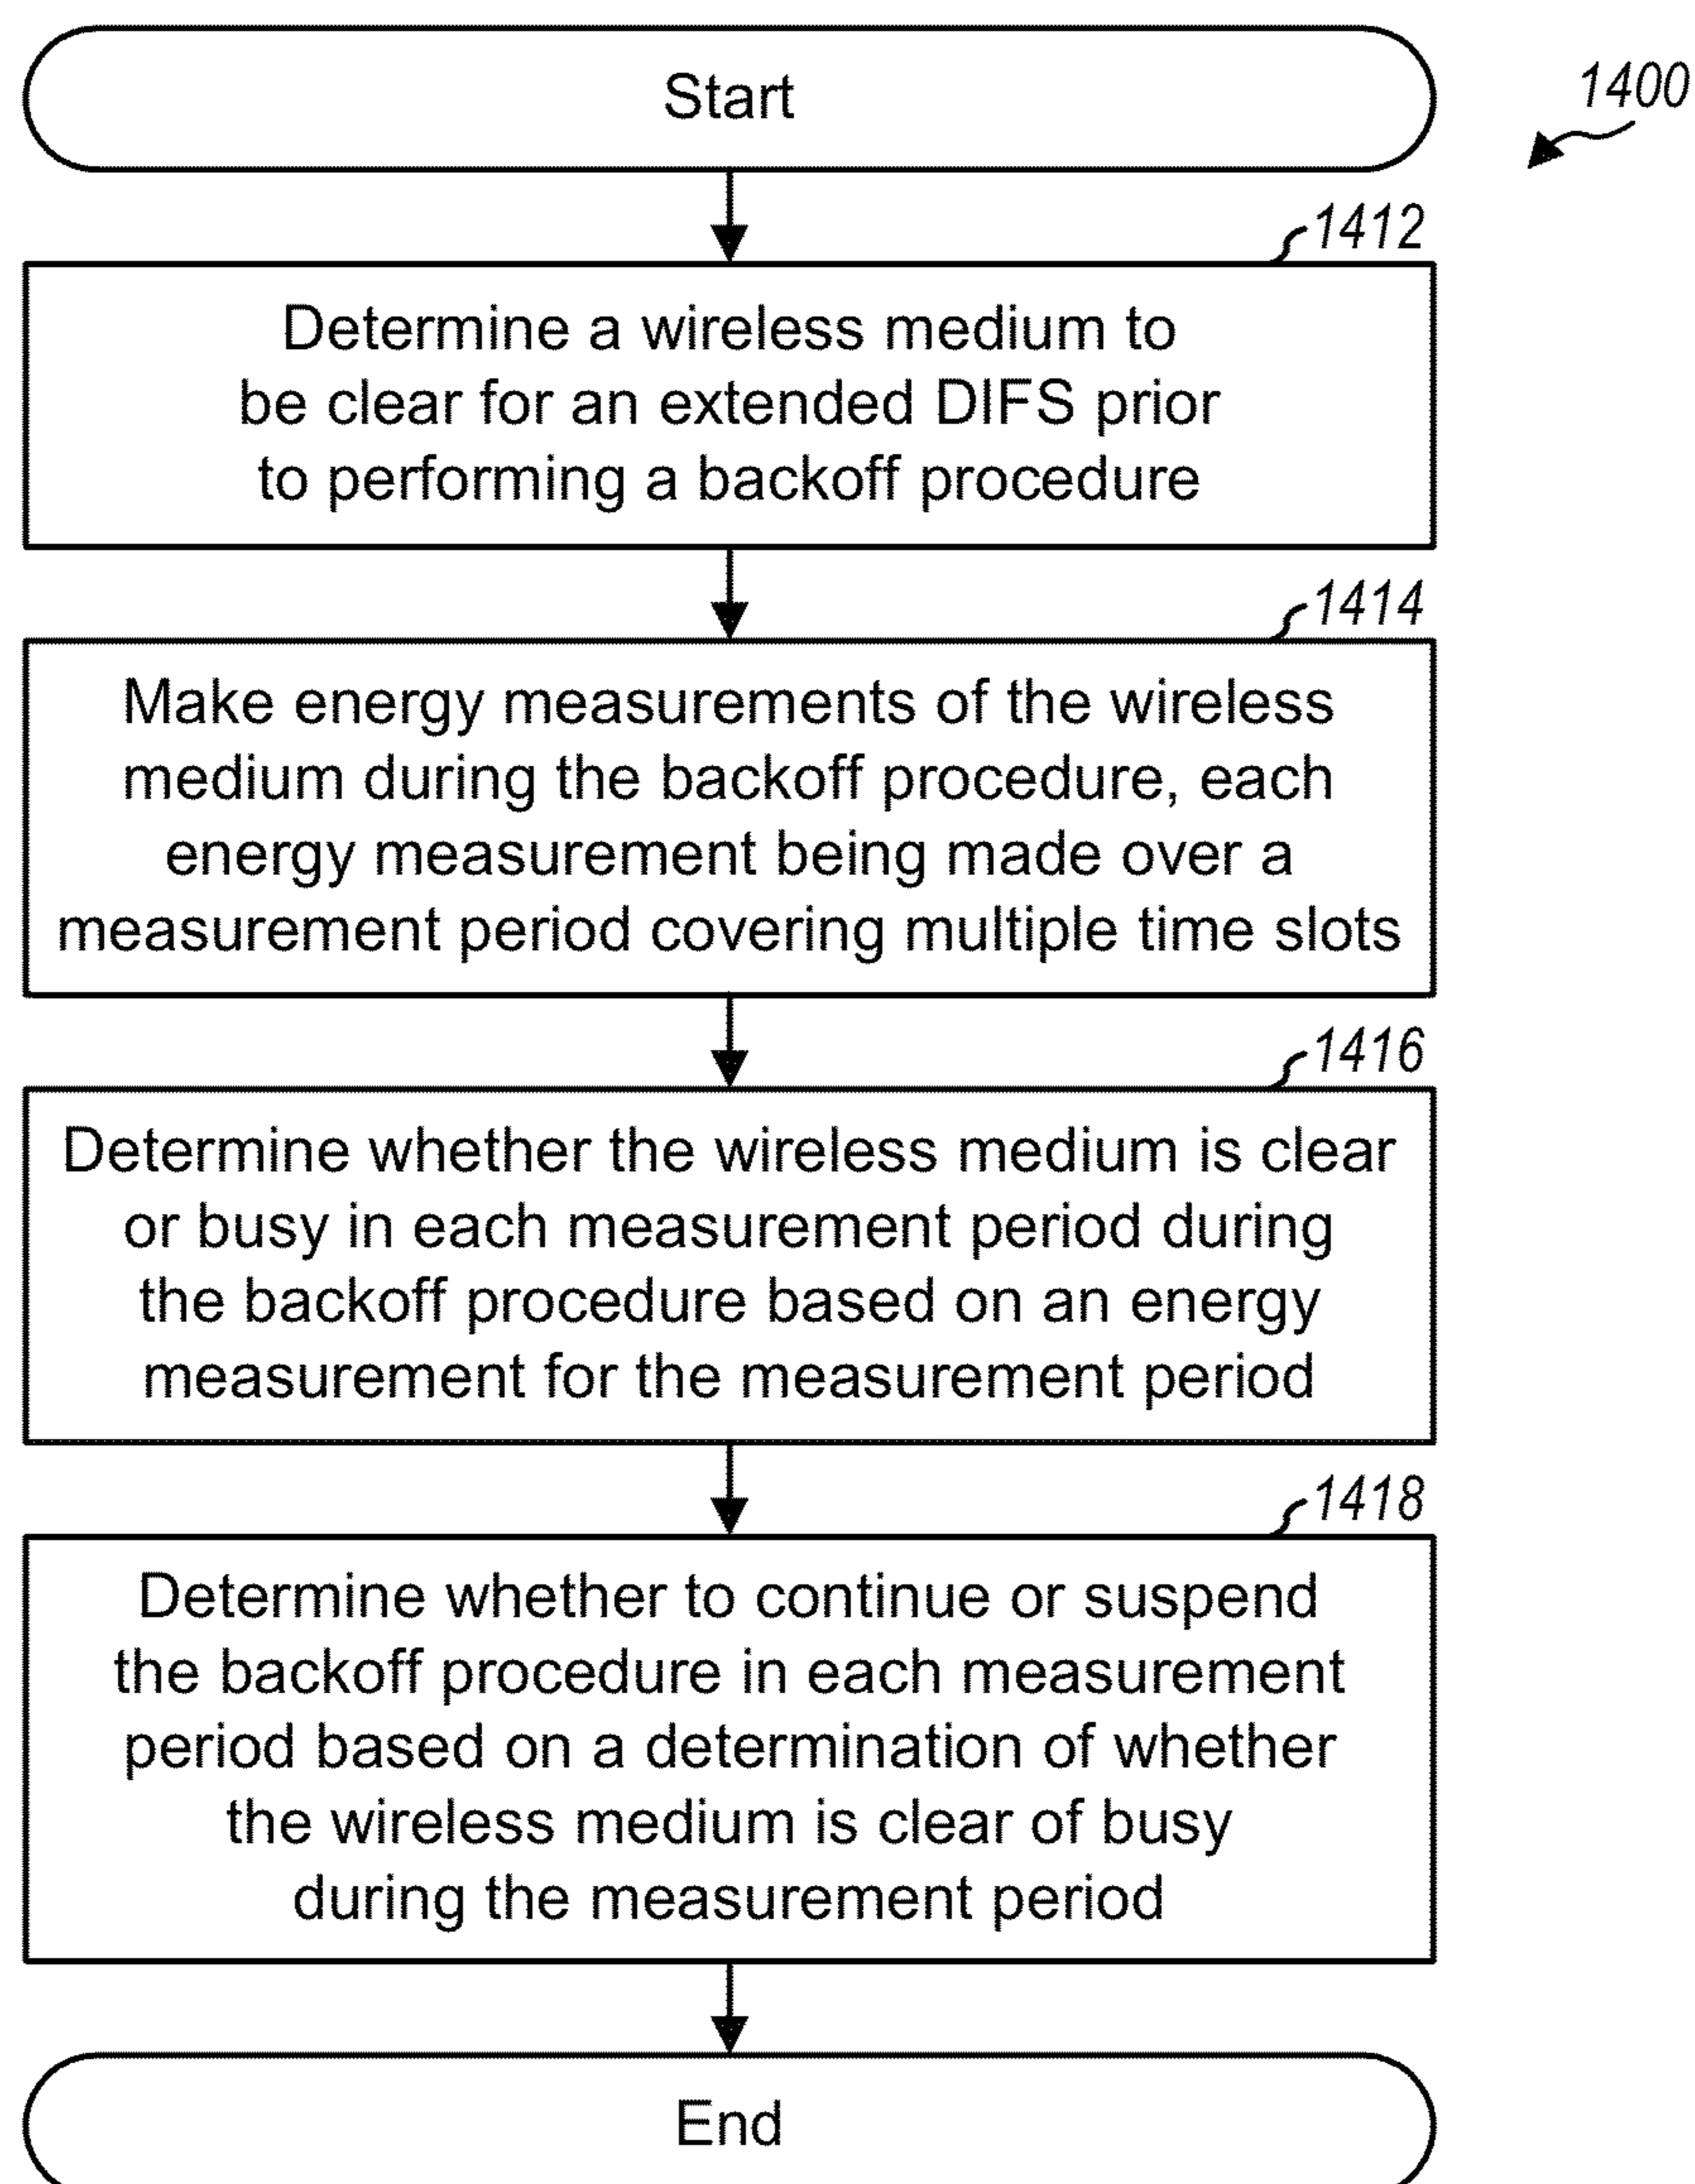 Start
1400
1412
Determine a wireless medium to
be clear for an extended DIFS prior
to performing a backoff procedure
1414
Make energy measurements of the wireless
medium during the backoff procedure, each
energy measurement being made over a
measurement period covering multiple time slots
1416
Determine whether the wireless medium is clear
or busy in each measurement period during
the backoff procedure based on an energy
measurement for the measurement period
1418
Determine whether to continue or suspend
the backoff procedure in each measurement
period based on a determination of whether
the wireless medium is clear of busy
during the measurement period
End